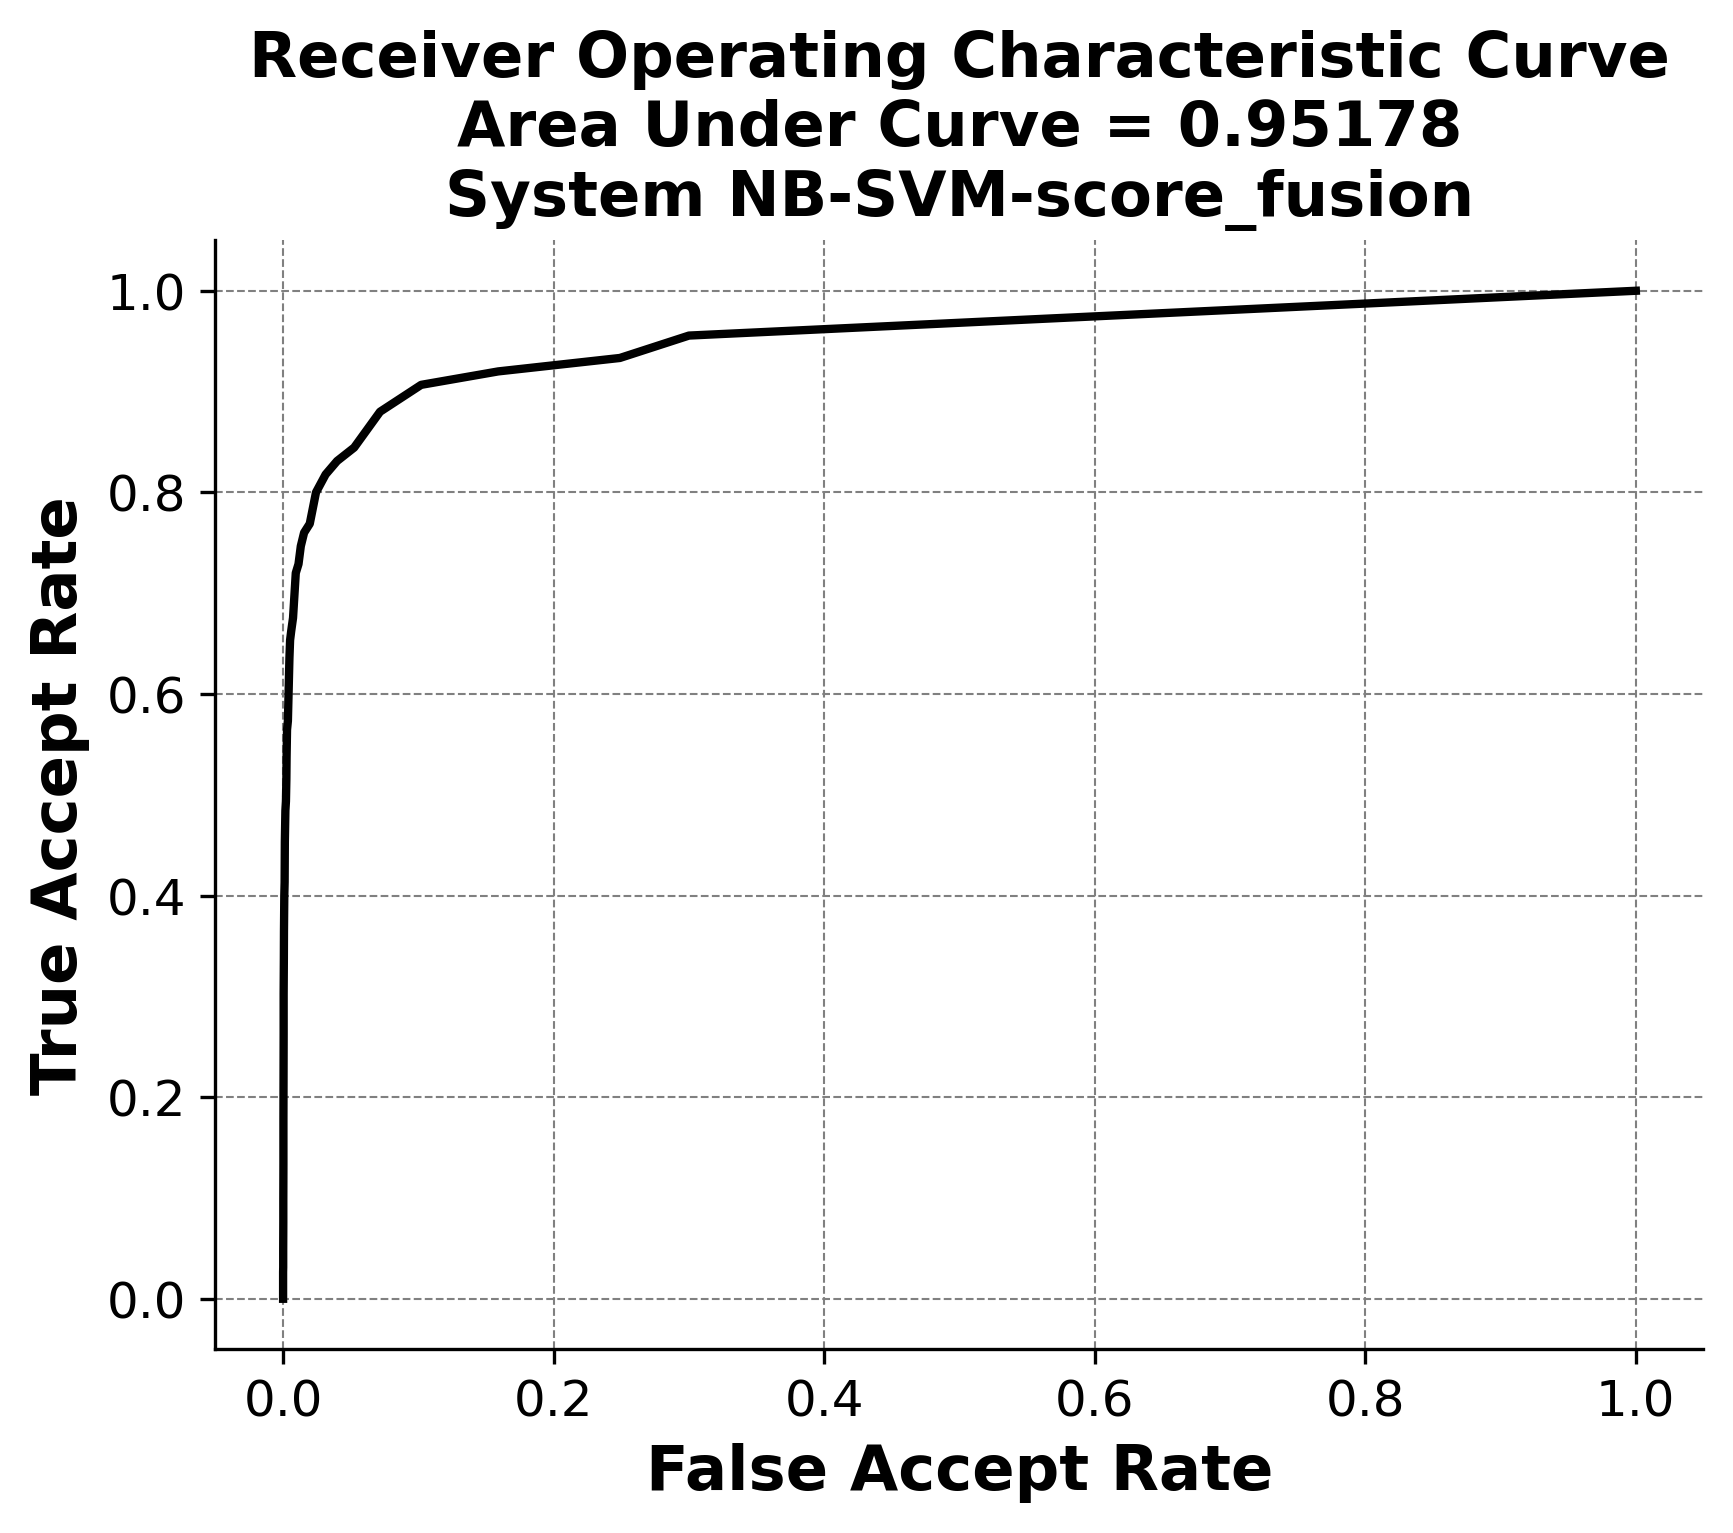 Receiver Operating Characteristic Curve
Area Under Curve = 0.95178
System NB-SVM-score_fusion
True Accept Rate
1.0
0.8
0.6
0.4
0.2
0.0
0.0 0.2 0.4 0.6 0.8 1.0
False Accept Rate